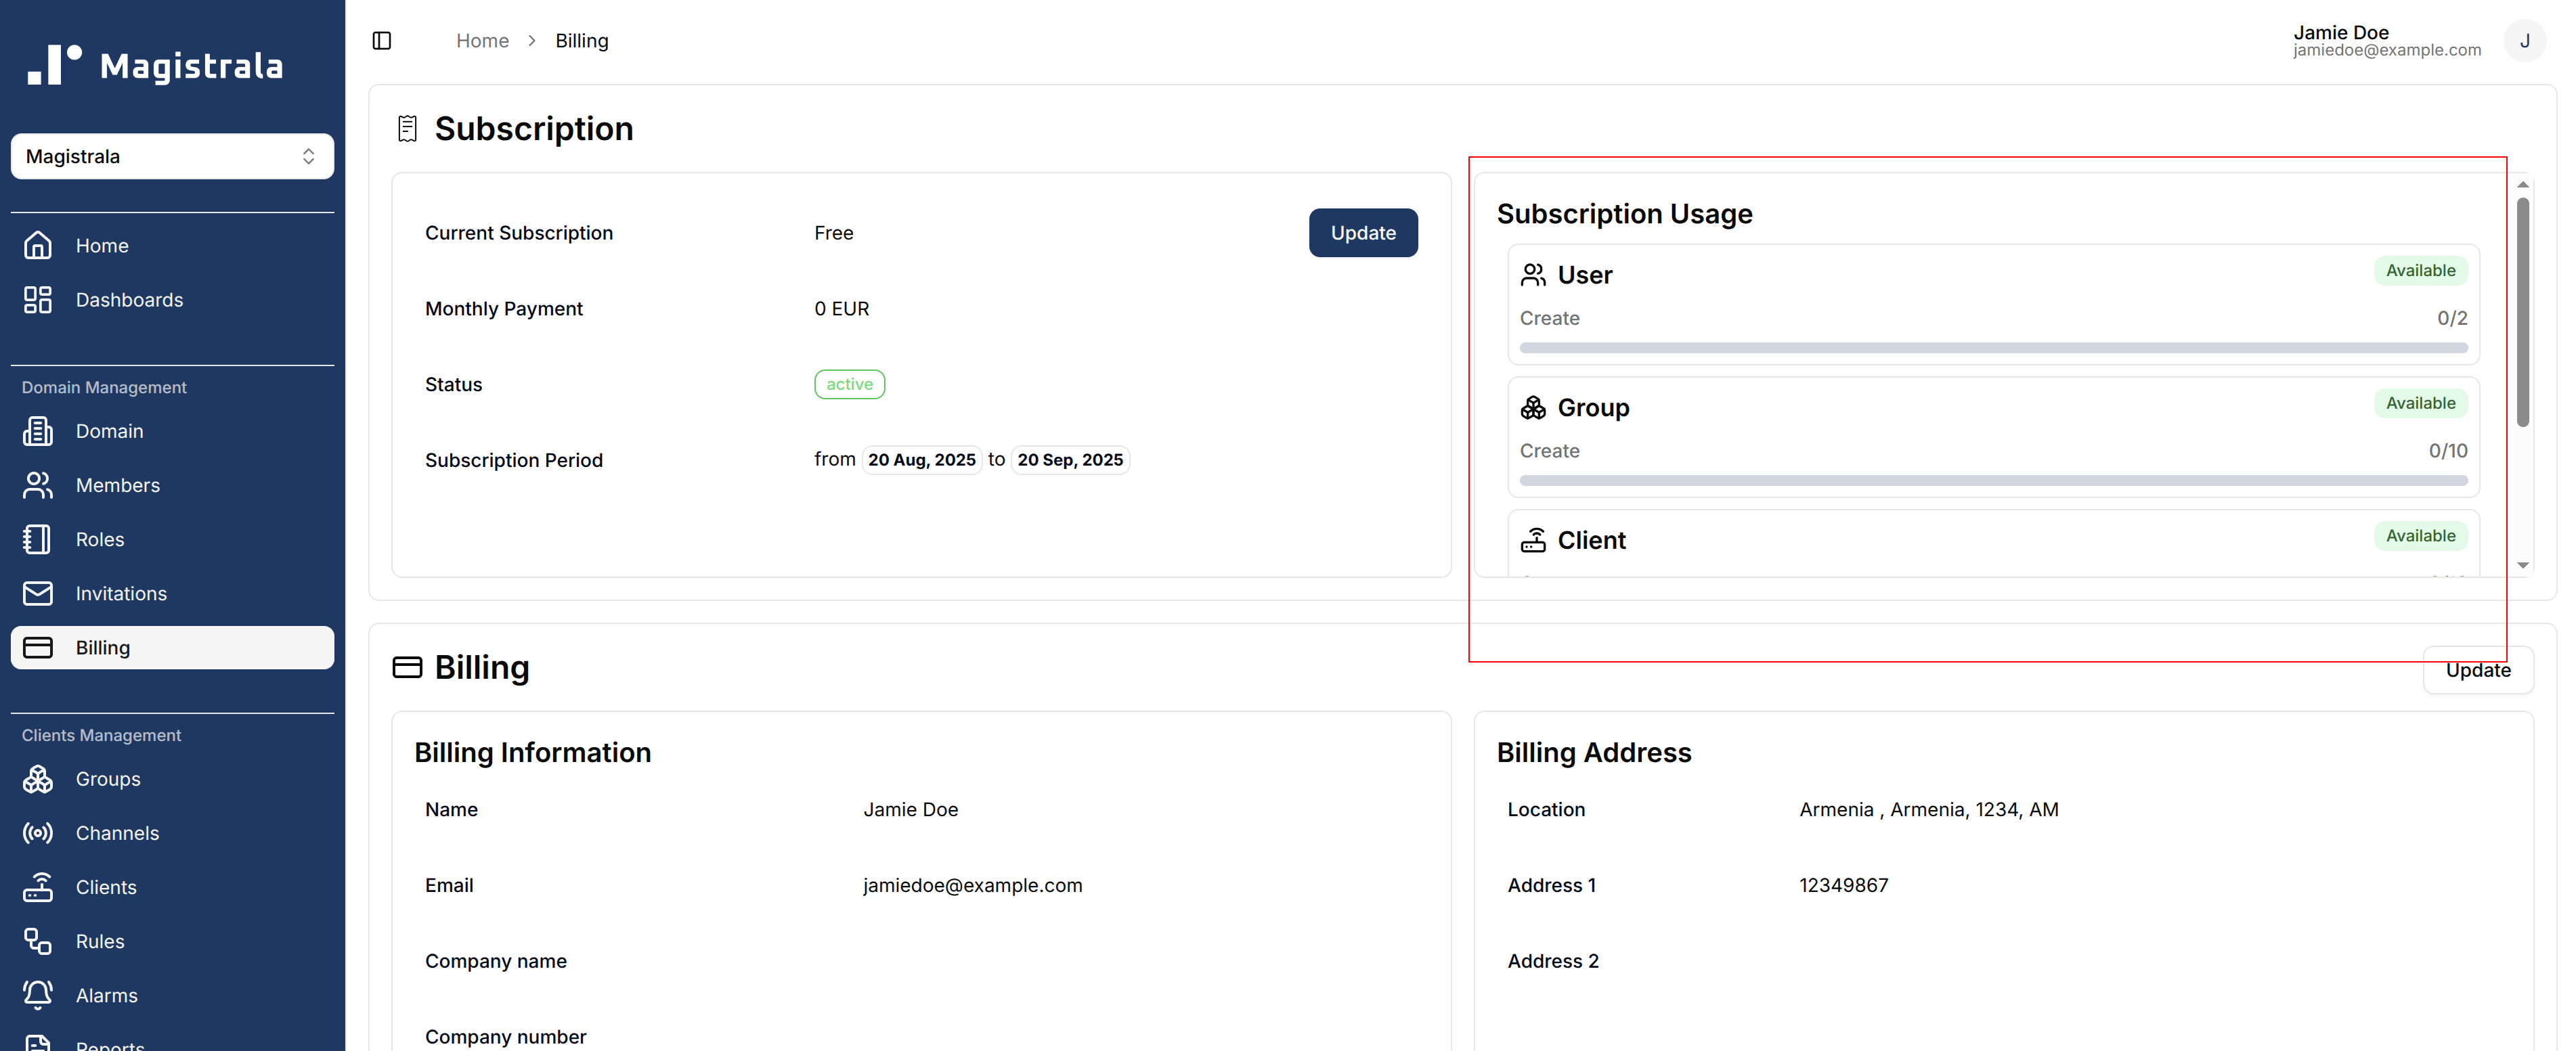 Magistrala
Magistrala
Home
Dashboards
Domain Management
Domain
Members
Roles
Invitations
Billing
Clients Management
Groups
Channels
Clients
Rules
Alarms
Reports
Home > Billing
Jamie Doe
jamiedoe@example.com
J
Subscription
Current Subscription Free Update
Monthly Payment 0 EUR
Status active
Subscription Period from 20 Aug, 2025 to 20 Sep, 2025
Subscription Usage
User Available
Create 0/2
Group Available
Create 0/10
Client Available
Billing Update
Billing Information
Name Jamie Doe
Email jamiedoe@example.com
Company name
Company number
Billing Address
Location Armenia , Armenia, 1234, AM
Address 1 12349867
Address 2